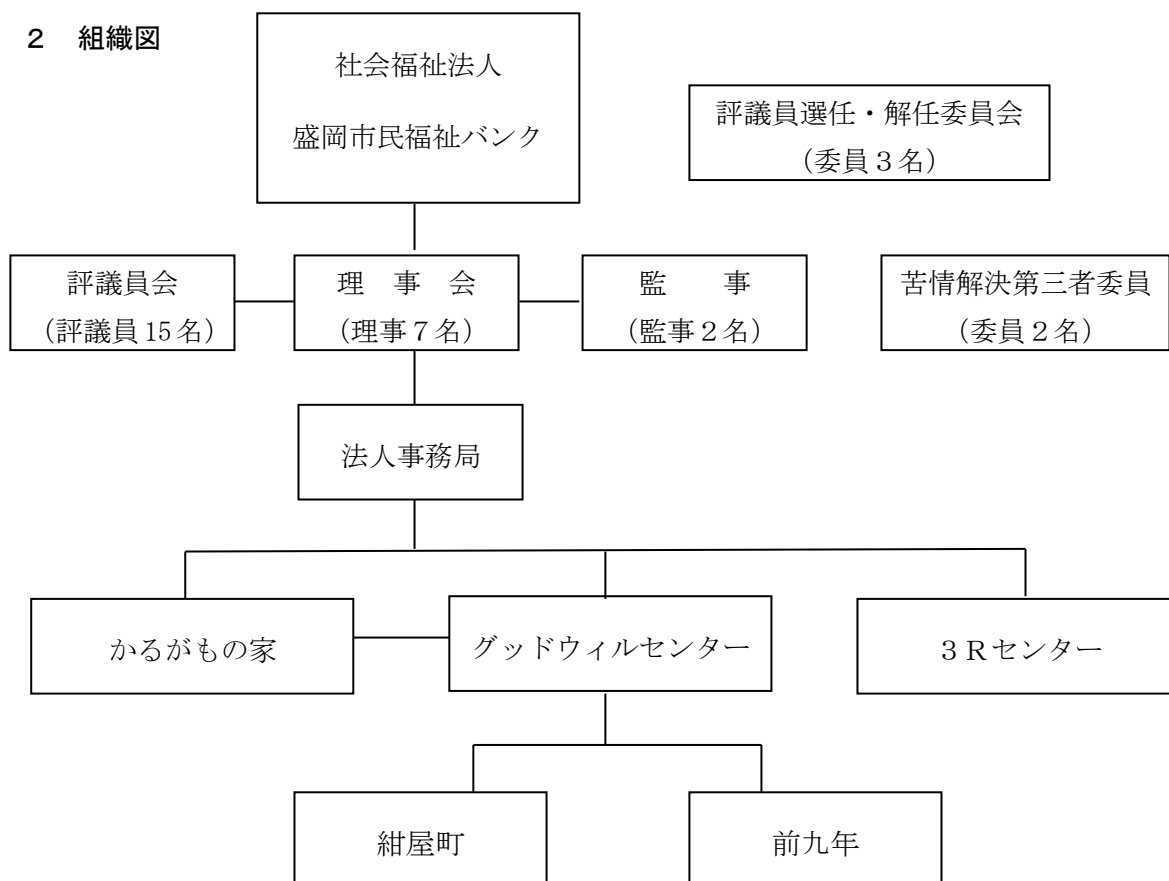 ２　組織図
社会福祉法人
盛岡市民福祉バンク
評議員選任・解任委員会
（委員３名）
評議員会
（評議員15名）
理　事　会
（理事７名）
監　　事
（監事２名）
苦情解決第三者委員
（委員２名）
法人事務局
かるがもの家
グッドウィルセンター
３Ｒセンター
紺屋町
前九年